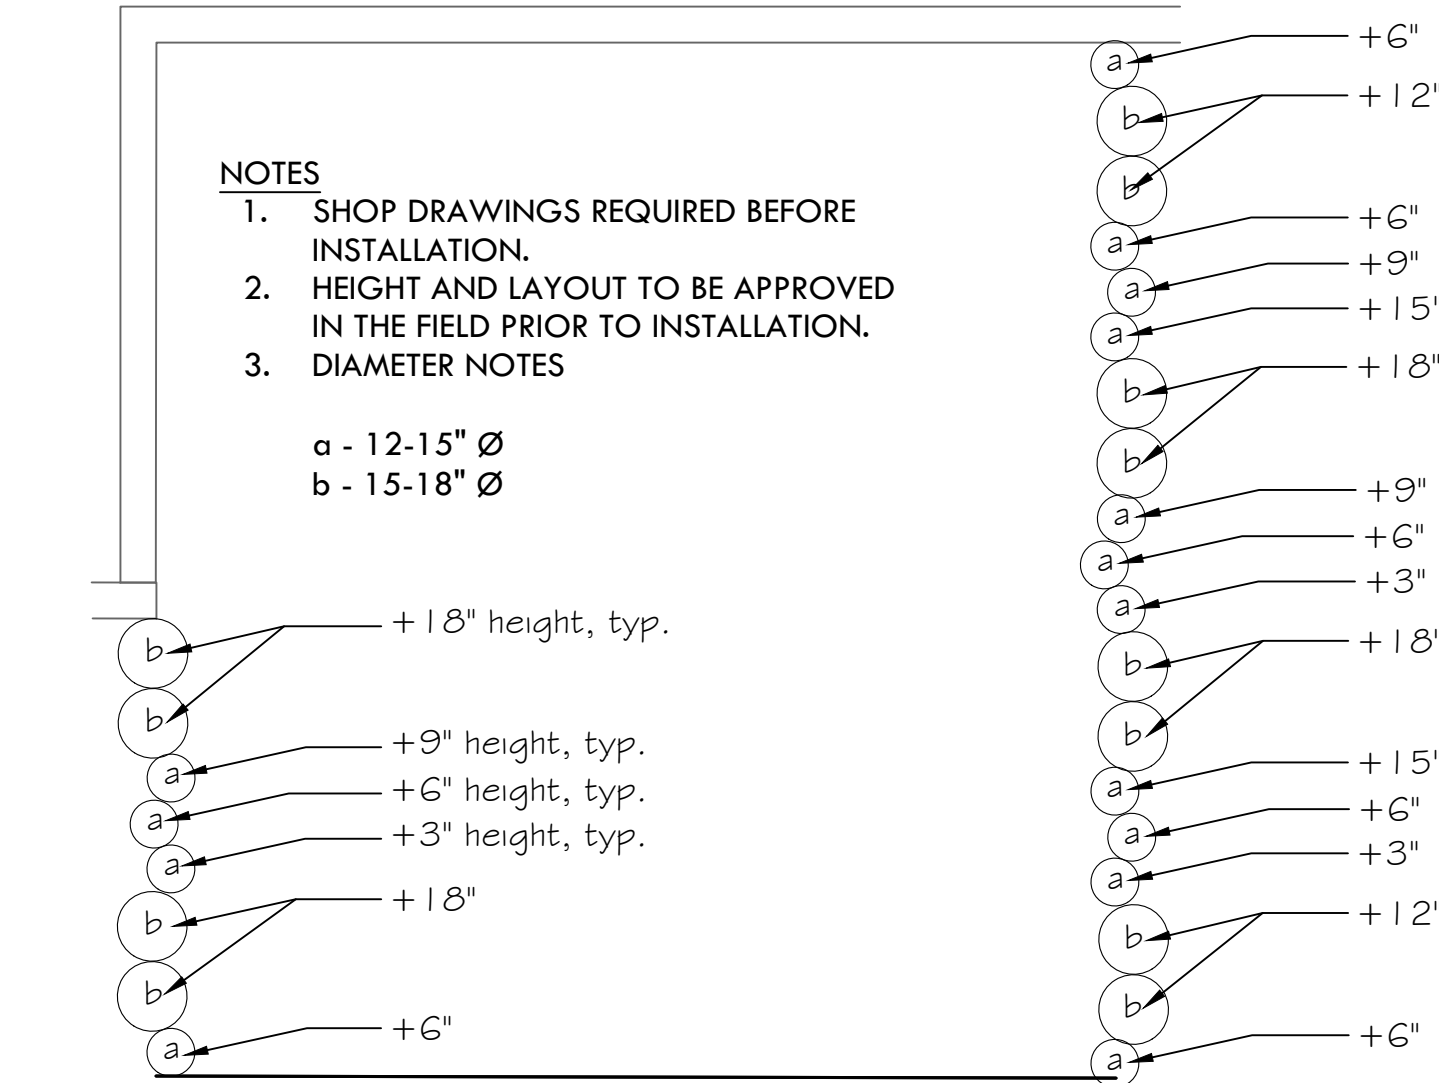 NOTES
1. SHOP DRAWINGS REQUIRED BEFORE
INSTALLATION.
2. HEIGHT AND LAYOUT TO BE APPROVED
IN THE FIELD PRIOR TO INSTALLATION.
3. DIAMETER NOTES
a - 12-15" Ø
b - 15-18" Ø
b
b
+18" height, typ.
a
+9" height, typ.
a
+6" height, typ.
a
+3" height, typ.
b
b
+18"
a
+6"
a
+6"
b
b
+12"
a
+6"
a
+9"
a
+15'
b
b
+18"
a
+9"
a
+6"
a
+3"
b
b
+18'
a
+15'
a
+6"
a
+3"
b
b
+12'
a
+6"